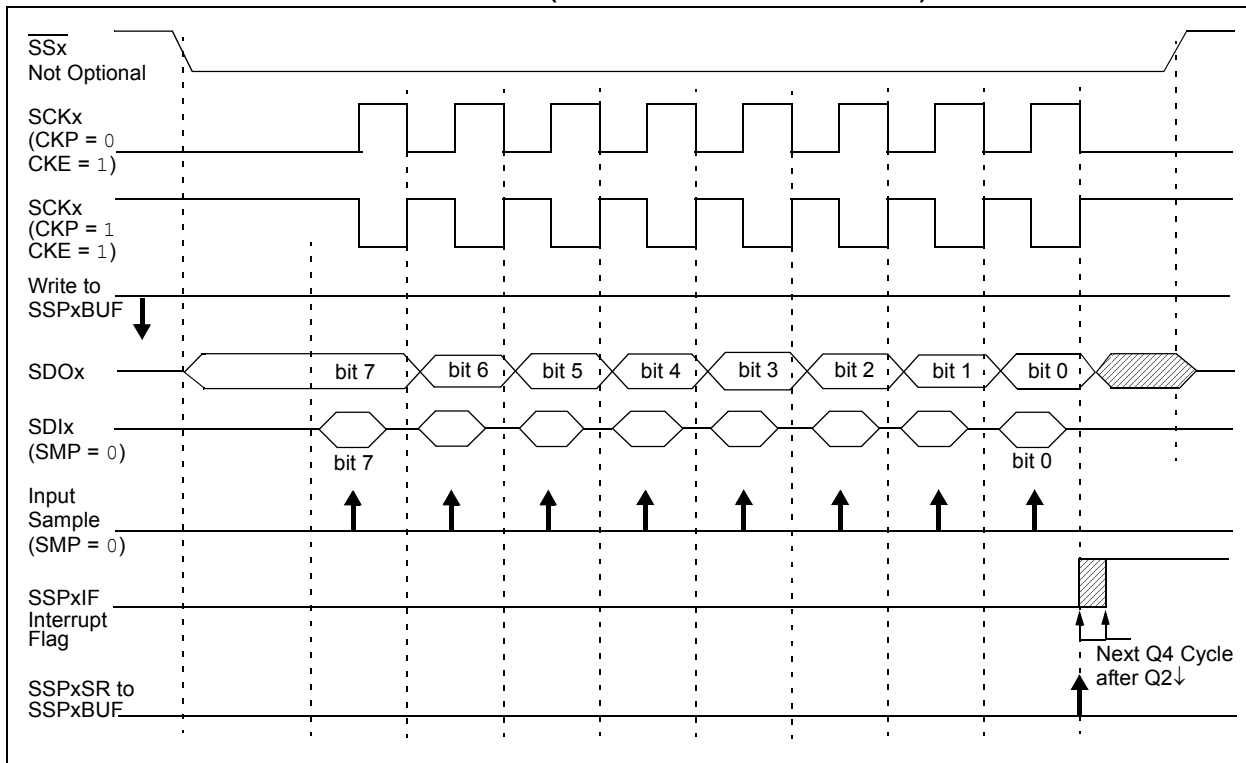 SSx
Not Optional
SCKx
(CKP = 0
CKE = 1)
SCKx
(CKP = 1
CKE = 1)
Write to
SSPxBUF
SDOx
bit 7
bit 6
bit 5
bit 4
bit 3
bit 2
bit 1
bit 0
SDIx
(SMP = 0)
bit 7
bit 0
Input
Sample
(SMP = 0)
SSPxIF
Interrupt
Flag
Next Q4 Cycle
after Q2↓
SSPxSR to
SSPxBUF